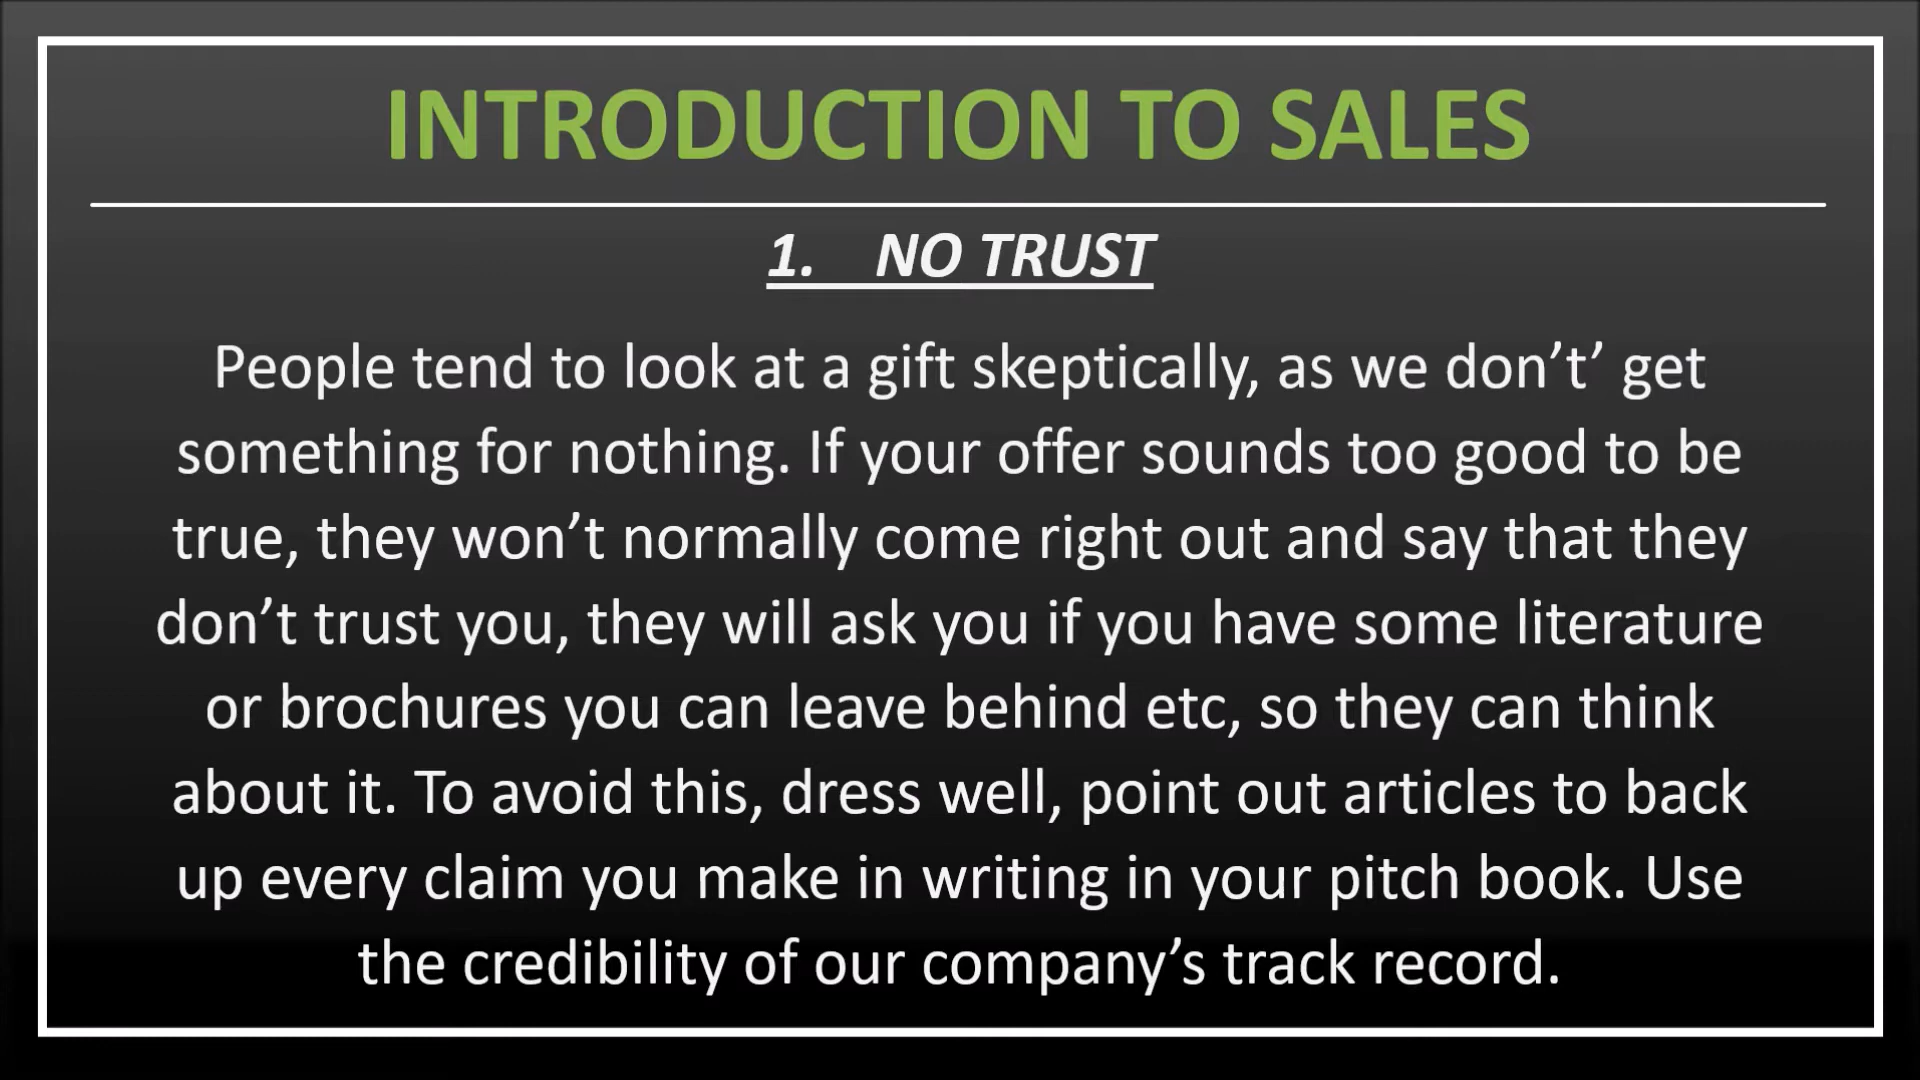 INTRODUCTION TO SALES
1. NO TRUST
People tend to look at a gift skeptically, as we don’t’ get
something for nothing. If your offer sounds too good to be
true, they won’t normally come right out and say that they
don’t trust you, they will ask you if you have some literature
or brochures you can leave behind etc, so they can think
about it. To avoid this, dress well, point out articles to back
up every claim you make in writing in your pitch book. Use
the credibility of our company’s track record.